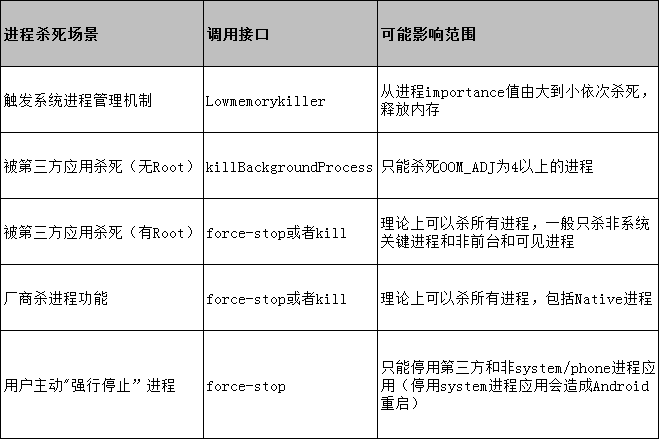 进程杀死场景 调用接口 可能影响范围
触发系统进程管理机制 Lowmemorykiller 从进程importance值由大到小依次杀死，
释放内存
被第三方应用杀死（无Root） killBackgroundProcess 只能杀死OOM_ADJ为4以上的进程
被第三方应用杀死（有Root） force-stop或者kill 理论上可以杀所有进程，一般只杀非系统
关键进程和非前台和可见进程
厂商杀进程功能 force-stop或者kill 理论上可以杀所有进程，包括Native进程
用户主动"强行停止”进程 force-stop 只能停用第三方和非system/phone进程应
用（停用system进程应用会造成Android
重启）